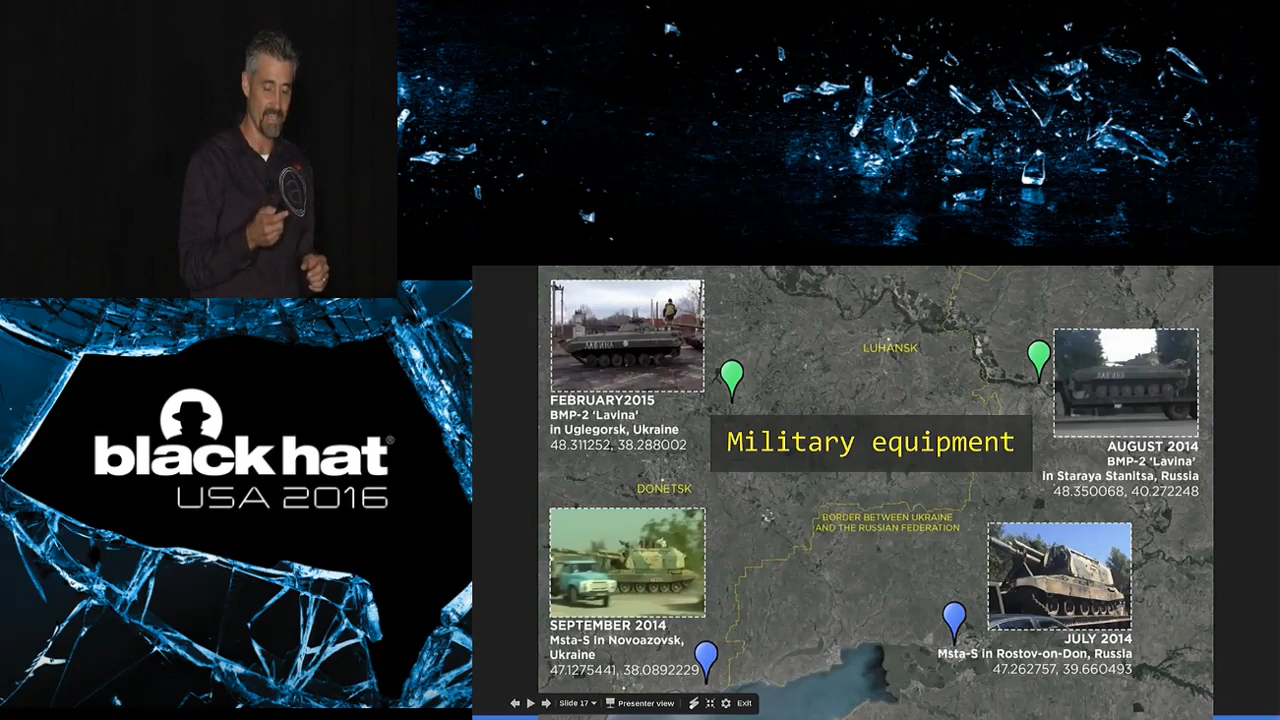 FEBRUARY2015
BMP-2 ‘Lavina’
in Uglegorsk, Ukraine
48.311252, 38.288002
ЛАВИНА
LUHANSK
Military equipment
AUGUST 2014
BMP-2 ‘Lavina’
in Staraya Stanitsa, Russia
48.350068, 40.272248
DONETSK
BORDER BETWEEN UKRAINE
AND THE RUSSIAN FEDERATION
SEPTEMBER 2014
Msta-S in Novoazovsk,
Ukraine
47.1275441, 38.0892229
JULY 2014
Msta-S in Rostov-on-Don, Russia
47.262757, 39.660493
black hat®
USA 2016
Slide 17
Presenter view
Exit